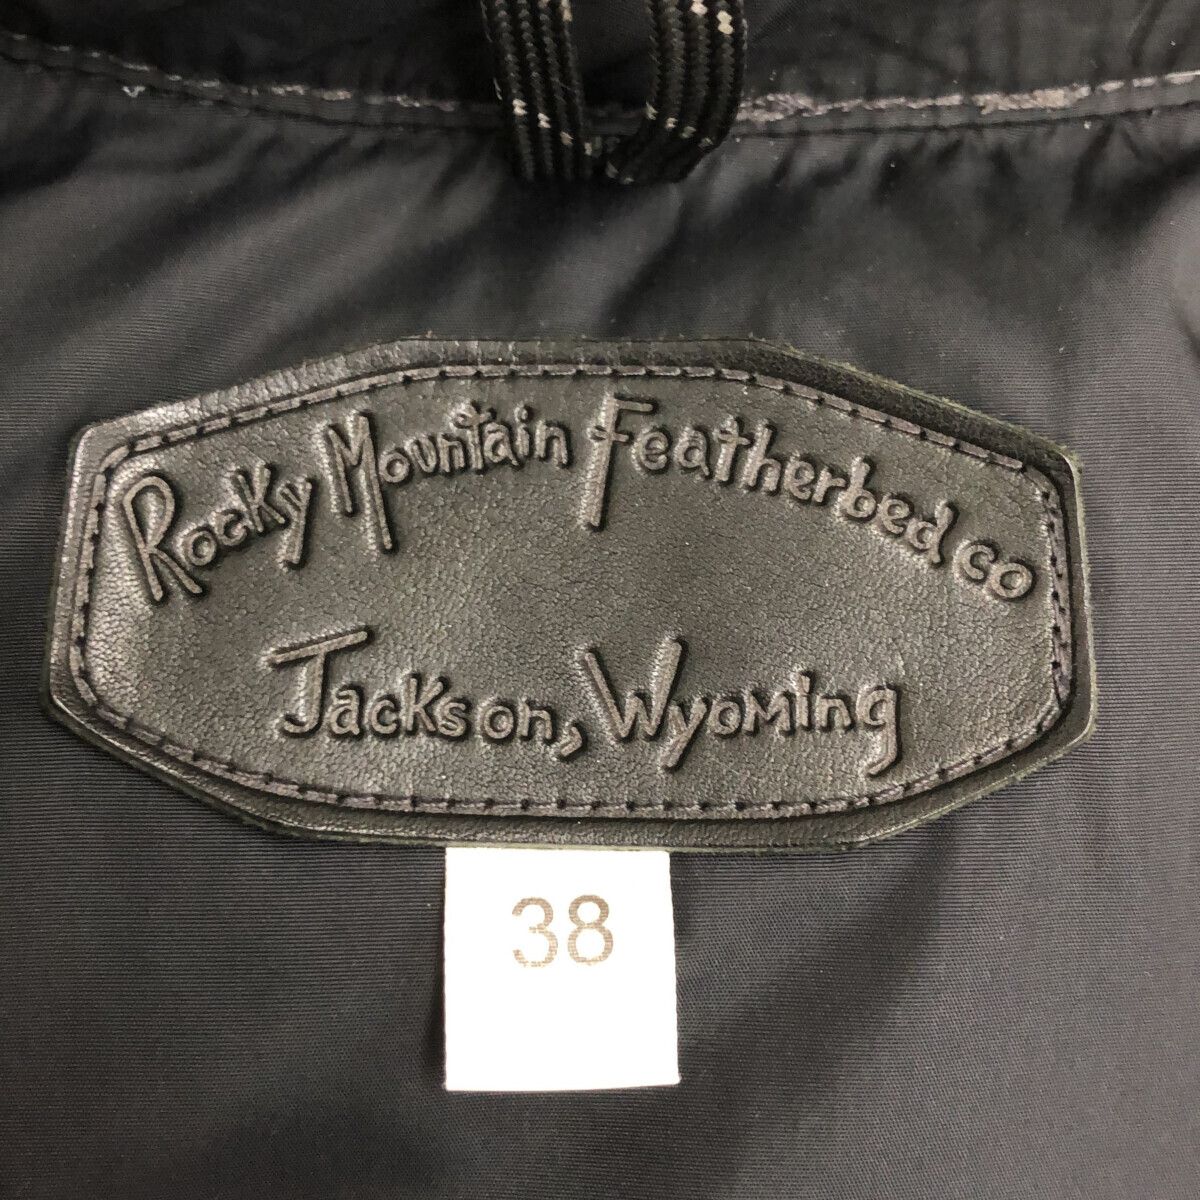 Rocky Mountain Featherbed co
Jackson, Wyoming
38